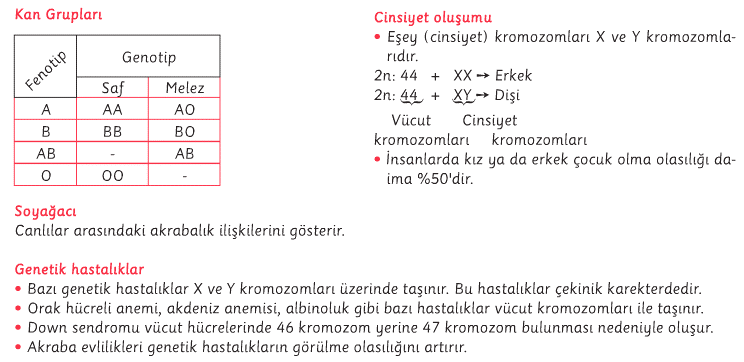 Kan Grupları
Fenotip Genotip
Saf Melez
A AA AO
B BB BO
AB - AB
O OO -
Cinsiyet oluşumu
• Eşey (cinsiyet) kromozomları X ve Y kromozomla-
rıdır.
2n: 44 + XX → Erkek
2n: 44 + XY → Dişi
Vücut Cinsiyet
kromozomları kromozomları
• İnsanlarda kız ya da erkek çocuk olma olasılığı da-
ima %50'dir.
Soyağacı
Canlılar arasındaki akrabalık ilişkilerini gösterir.
Genetik hastalıklar
• Bazı genetik hastalıklar X ve Y kromozomları üzerinde taşınır. Bu hastalıklar çekinik karekterdedir.
• Orak hücreli anemi, akdeniz anemisi, albinoluk gibi bazı hastalıklar vücut kromozomları ile taşınır.
• Down sendromu vücut hücrelerinde 46 kromozom yerine 47 kromozom bulunması nedeniyle oluşur.
• Akraba evlilikleri genetik hastalıkların görülme olasılığını artırır.